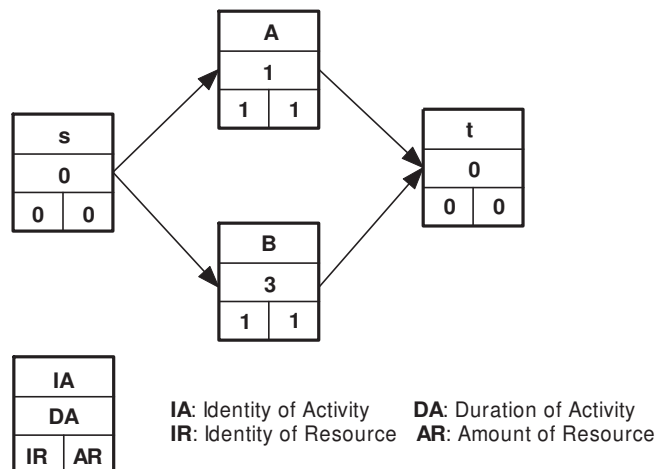 A
1
1 1
s
0
0 0
t
0
0 0
B
3
1 1
IA
DA
IR AR
IA: Identity of Activity DA: Duration of Activity
IR: Identity of Resource AR: Amount of Resource